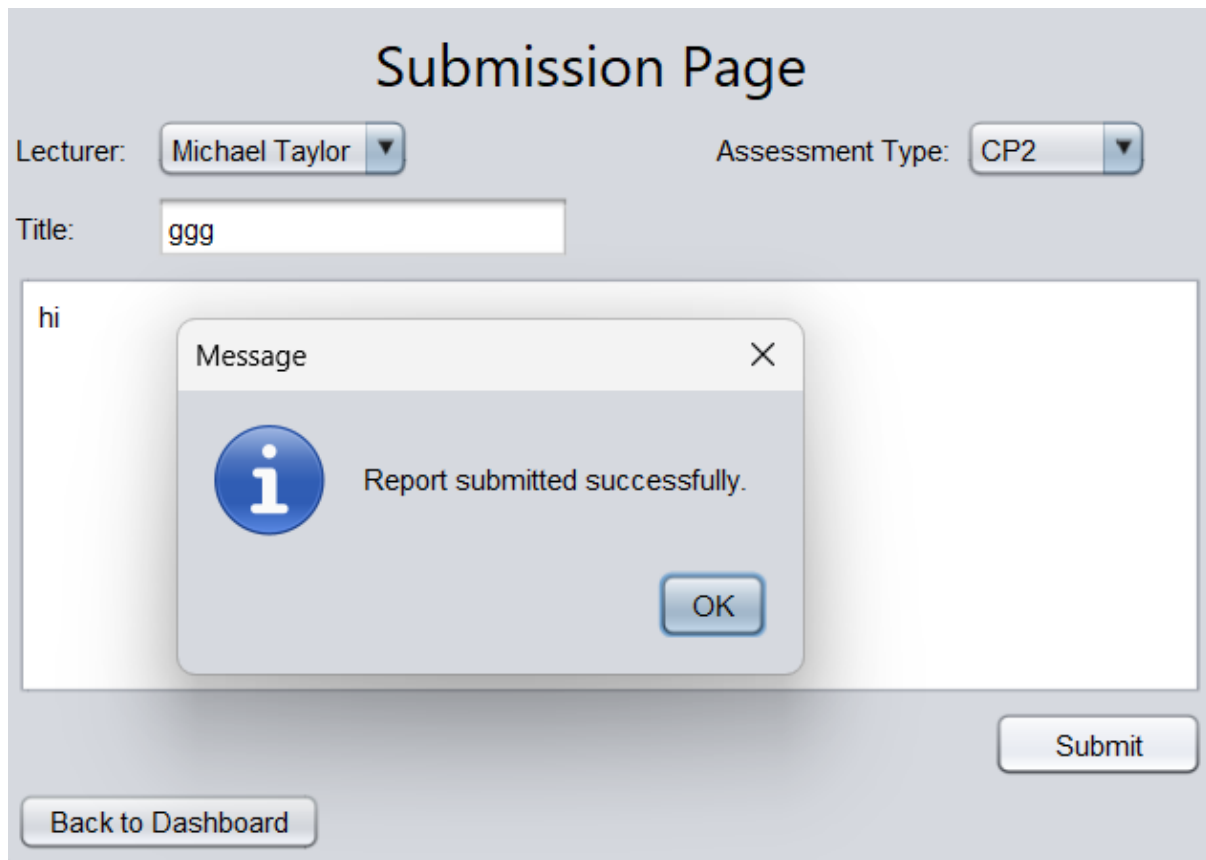 Submission Page
Lecturer: Michael Taylor Assessment Type: CP2
Title: ggg
hi
Message
Report submitted successfully.
OK
Submit
Back to Dashboard